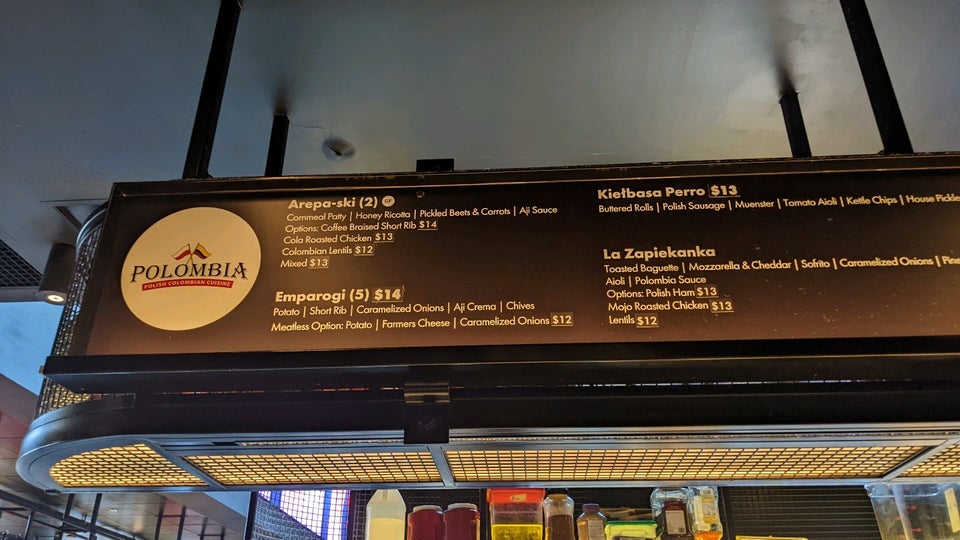 POLOMBIA
POLISH COLOMBIAN CUISINE
Arepa-ski (2) GF
Cornmeal Patty | Honey Ricotta | Pickled Beets & Carrots | Aji Sauce
Options: Coffee Braised Short Rib $14
Cola Roasted Chicken $13
Colombian Lentils $12
Mixed $13
Emparogi (5) $14
Potato | Short Rib | Caramelized Onions | Aji Crema | Chives
Meatless Option: Potato | Farmers Cheese | Caramelized Onions $12
Kiełbasa Perro $13
Buttered Rolls | Polish Sausage | Muenster | Tomato Aioli | Kettle Chips | House Pickle
La Zapiekanka
Toasted Baguette | Mozzarella & Cheddar | Sofrito | Caramelized Onions | Pine
Aioli | Polombia Sauce
Options: Polish Ham $13
Mojo Roasted Chicken $13
Lentils $12